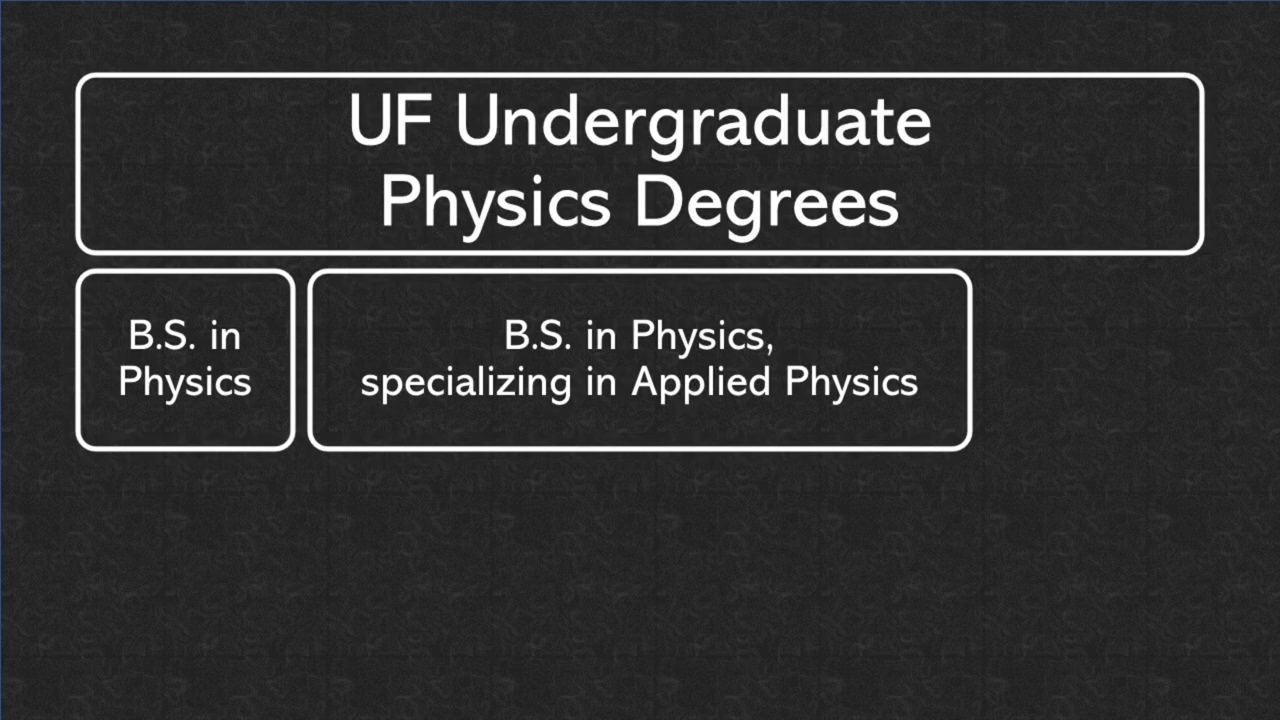 UF Undergraduate
Physics Degrees
B.S. in
Physics
B.S. in Physics,
specializing in Applied Physics